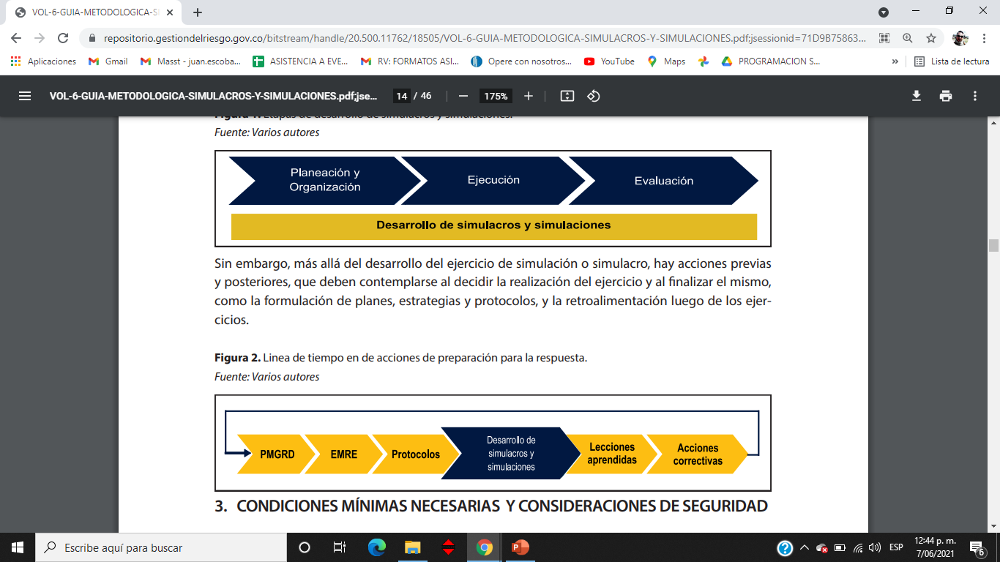 VOL-6-GUIA-METODOLOGICA-SI
repositorio.gestiondelriesgo.gov.co/bitstream/handle/20.500.11762/18505/VOL-6-GUIA-METODOLOGICA-SIMULACROS-Y-SIMULACIONES.pdf;jsessionid=71D9B75863...
Aplicaciones Gmail Masst - juan.escoba... ASISTENCIA A EVE... RV: FORMATOS ASI... Opere con nosotros... YouTube Maps PROGRAMACION S... » Lista de lectura
VOL-6-GUIA-METODOLOGICA-SIMULACROS-Y-SIMULACIONES.pdf;jse... 14 / 46 — 175% +
Figura 1. Etapas de desarrollo de simulacros y simulaciones.
Fuente: Varios autores
Planeación y
Organización
Ejecución
Evaluación
Desarrollo de simulacros y simulaciones
Sin embargo, más allá del desarrollo del ejercicio de simulación o simulacro, hay acciones previas
y posteriores, que deben contemplarse al decidir la realización del ejercicio y al finalizar el mismo,
como la formulación de planes, estrategias y protocolos, y la retroalimentación luego de los ejer-
cicios.
Figura 2. Linea de tiempo en de acciones de preparación para la respuesta.
Fuente: Varios autores
PMGRD
EMRE
Protocolos
Desarrollo de
simulacros y
simulaciones
Lecciones
aprendidas
Acciones
correctivas
3. CONDICIONES MÍNIMAS NECESARIAS Y CONSIDERACIONES DE SEGURIDAD
Escribe aquí para buscar
ESP
12:44 p. m.
7/06/2021
6